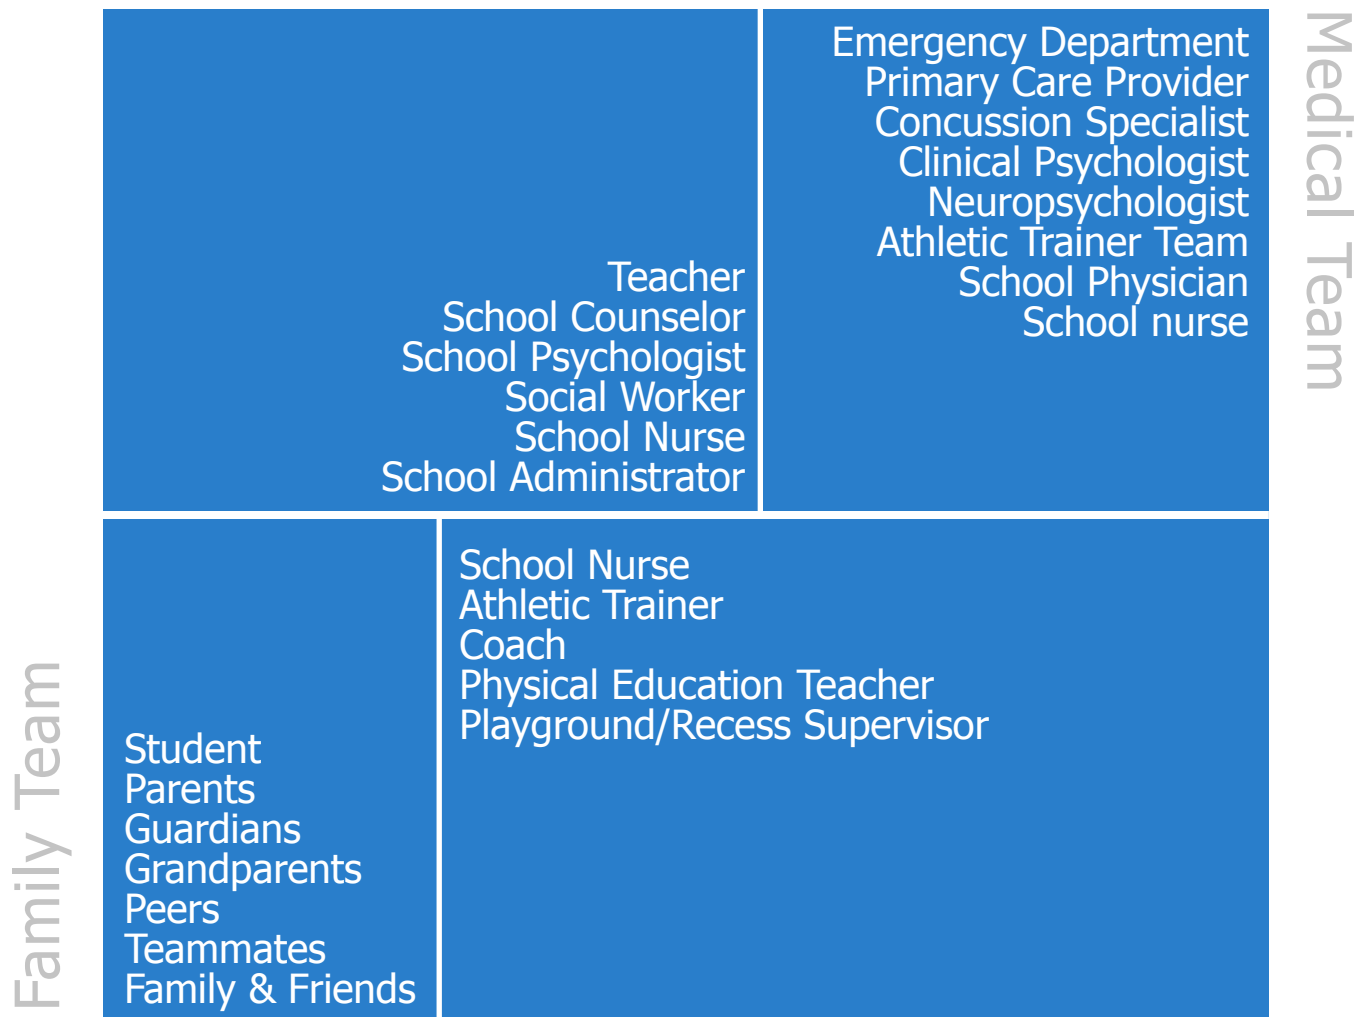 Teacher
School Counselor
School Psychologist
Social Worker
School Nurse
School Administrator
Emergency Department
Primary Care Provider
Concussion Specialist
Clinical Psychologist
Neuropsychologist
Athletic Trainer Team
School Physician
School nurse
Medical Team
Family Team
Student
Parents
Guardians
Grandparents
Peers
Teammates
Family & Friends
School Nurse
Athletic Trainer
Coach
Physical Education Teacher
Playground/Recess Supervisor